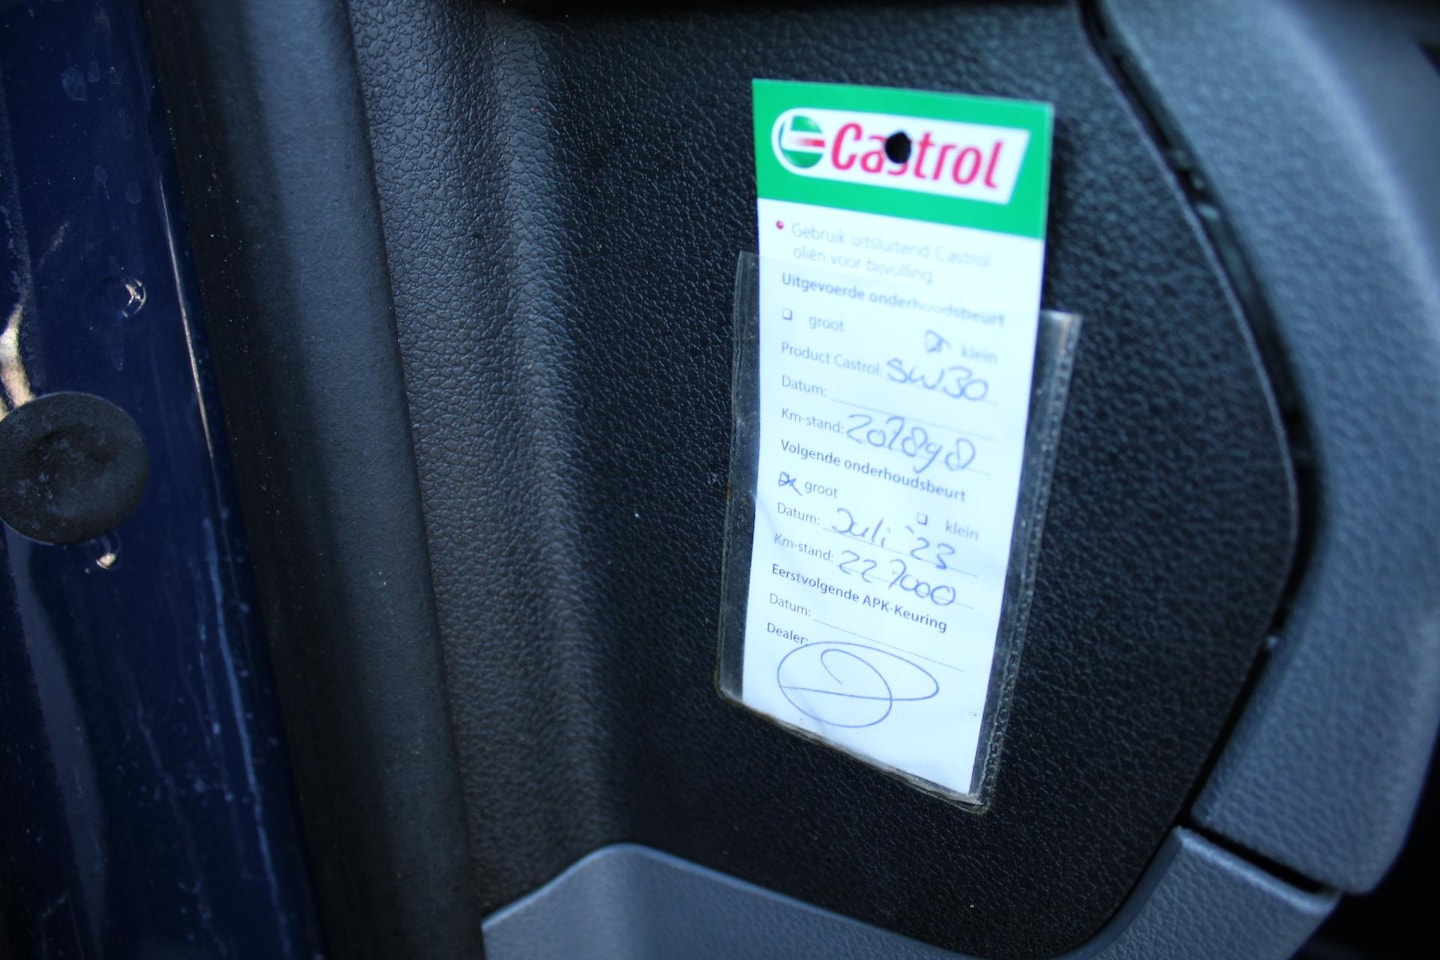 Castrol
Gebruik uitsluitend Castrol
oliën voor bijvulling
Uitgevoerde onderhoudsbeurt
groot klein
Product Castrol: 5W30
Datum:
Km-stand: 207898
Volgende onderhoudsbeurt
groot klein
Datum: Juli '23
Km-stand: 227000
Eerstvolgende APK-Keuring
Datum:
Dealer: